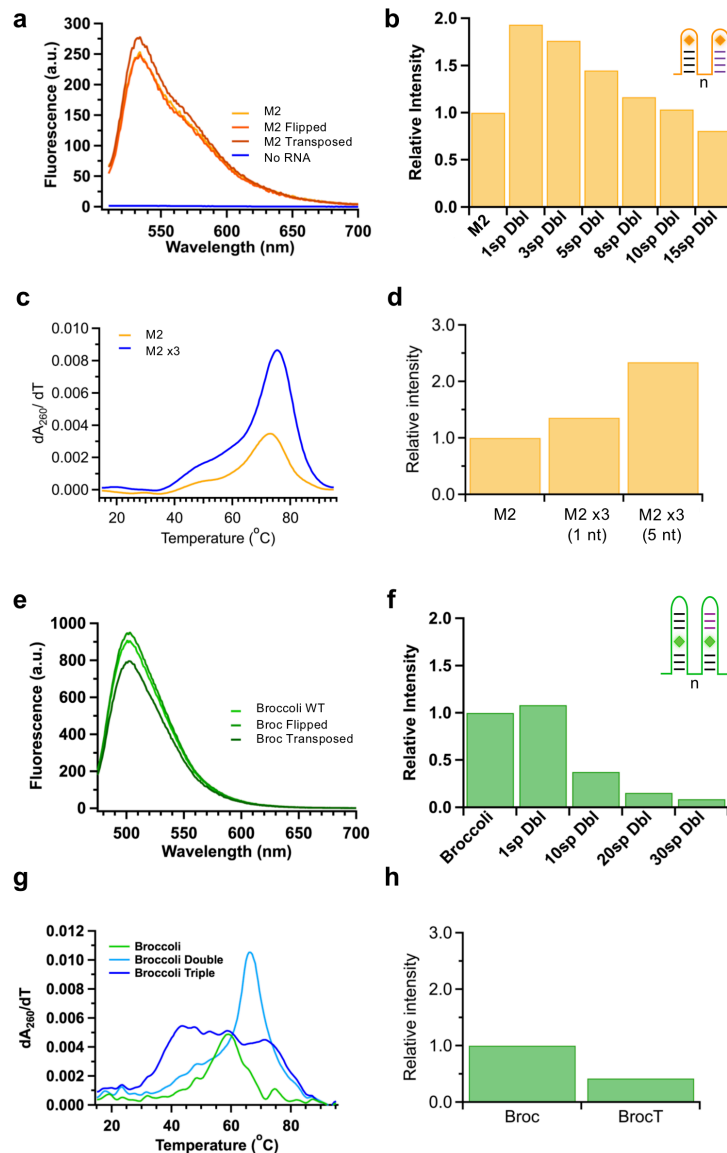 a
Fluorescence (a.u.)
300
250
200
150
100
50
0
M2
M2 Flipped
M2 Transposed
No RNA
550
600
650
700
Wavelength (nm)
b
Relative Intensity
2.0
1.5
1.0
0.5
0.0
n
M2
1sp Dbl
3sp Dbl
5sp Dbl
8sp Dbl
10sp Dbl
15sp Dbl
c
dA260/ dT
0.010
0.008
0.006
0.004
0.002
0.000
M2
M2 x3
20
40
60
80
Temperature (°C)
d
Relative intensity
3.0
2.0
1.0
0.0
M2
M2 x3
(1 nt)
M2 x3
(5 nt)
e
Fluorescence (a.u.)
1000
800
600
400
200
0
Broccoli WT
Broc Flipped
Broc Transposed
500
550
600
650
700
Wavelength (nm)
f
Relative Intensity
2.0
1.5
1.0
0.5
0.0
n
Broccoli
1sp Dbl
10sp Dbl
20sp Dbl
30sp Dbl
g
dA260/dT
0.012
0.010
0.008
0.006
0.004
0.002
0.000
Broccoli
Broccoli Double
Broccoli Triple
20
40
60
80
Temperature (°C)
h
Relative intensity
3.0
2.0
1.0
0.0
Broc
BrocT